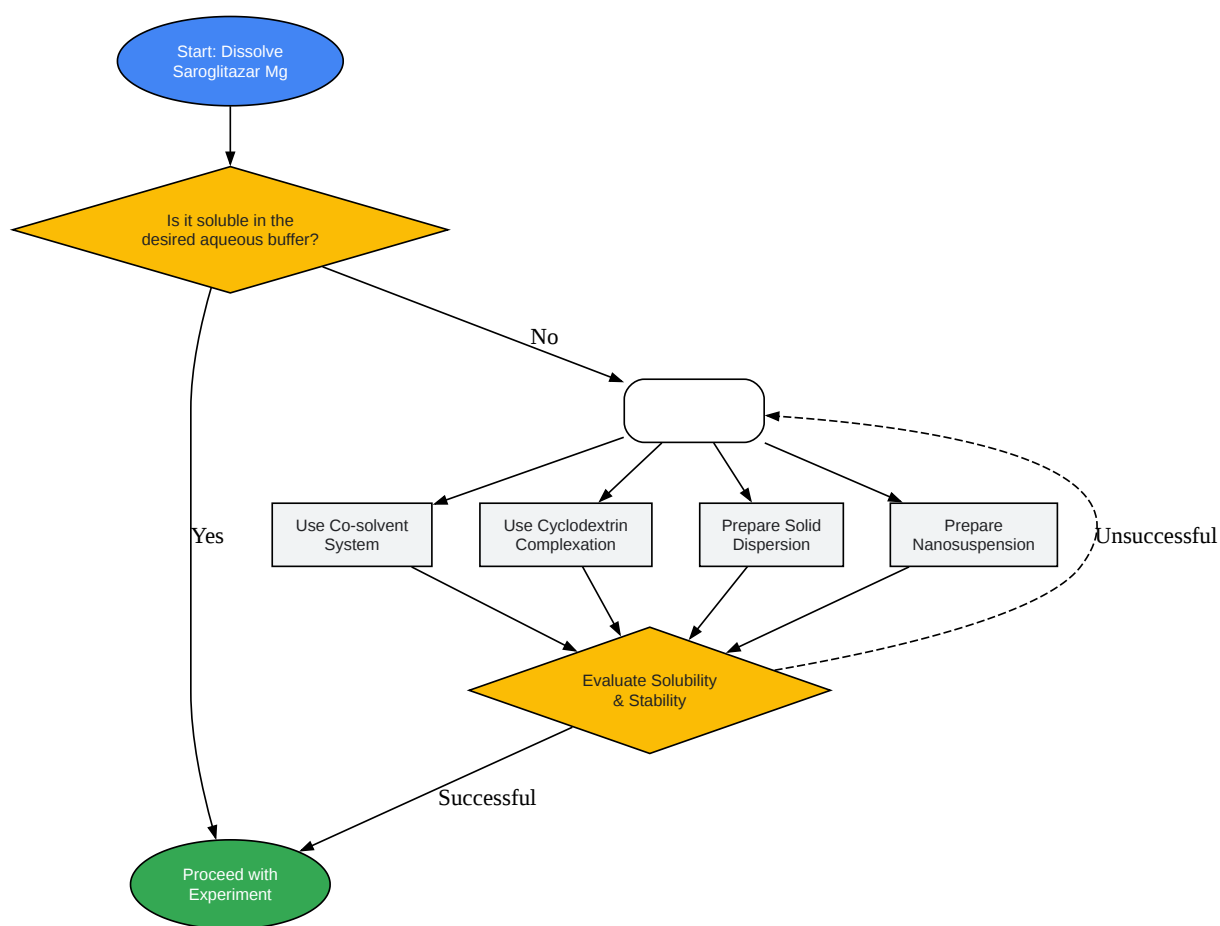 Start: Dissolve
Saroglitazar Mg
Is it soluble in the
desired aqueous buffer?
No
Yes
Use Co-solvent
System
Use Cyclodextrin
Complexation
Prepare Solid
Dispersion
Prepare
Nanosuspension
Unsuccessful
Evaluate Solubility
& Stability
Successful
Proceed with
Experiment